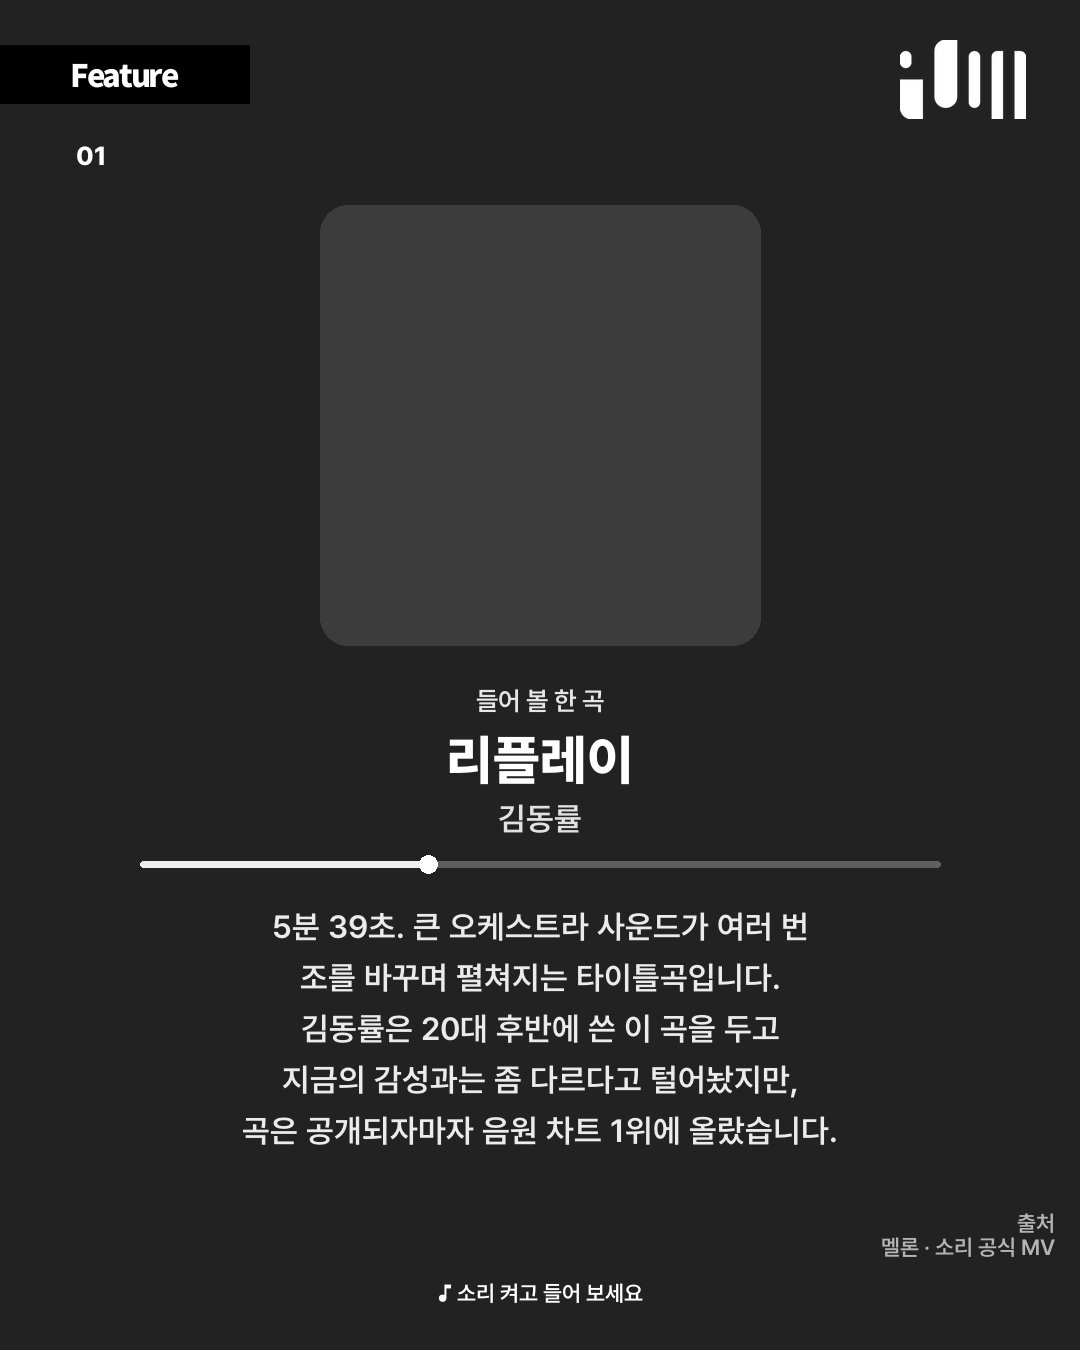 Feature
idm
01
들어 볼 한 곡
리플레이
김동률
5분 39초. 큰 오케스트라 사운드가 여러 번
조를 바꾸며 펼쳐지는 타이틀곡입니다.
김동률은 20대 후반에 쓴 이 곡을 두고
지금의 감성과는 좀 다르다고 털어놨지만,
곡은 공개되자마자 음원 차트 1위에 올랐습니다.
출처
멜론 · 소리 공식 MV
♪ 소리 켜고 들어 보세요